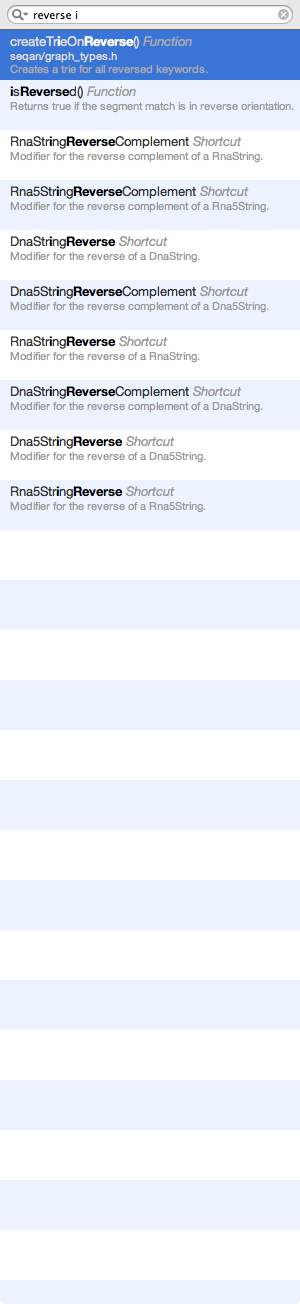 reverse i
createTrieOnReverse() Function
seqan/graph_types.h
Creates a trie for all reversed keywords.
isReversed() Function
Returns true if the segment match is in reverse orientation.
RnaStringReverseComplement Shortcut
Modifier for the reverse complement of a RnaString.
Rna5StringReverseComplement Shortcut
Modifier for the reverse complement of a Rna5String.
DnaStringReverse Shortcut
Modifier for the reverse of a DnaString.
Dna5StringReverseComplement Shortcut
Modifier for the reverse complement of a Dna5String.
RnaStringReverse Shortcut
Modifier for the reverse of a RnaString.
DnaStringReverseComplement Shortcut
Modifier for the reverse complement of a DnaString.
Dna5StringReverse Shortcut
Modifier for the reverse of a Dna5String.
Rna5StringReverse Shortcut
Modifier for the reverse of a Rna5String.